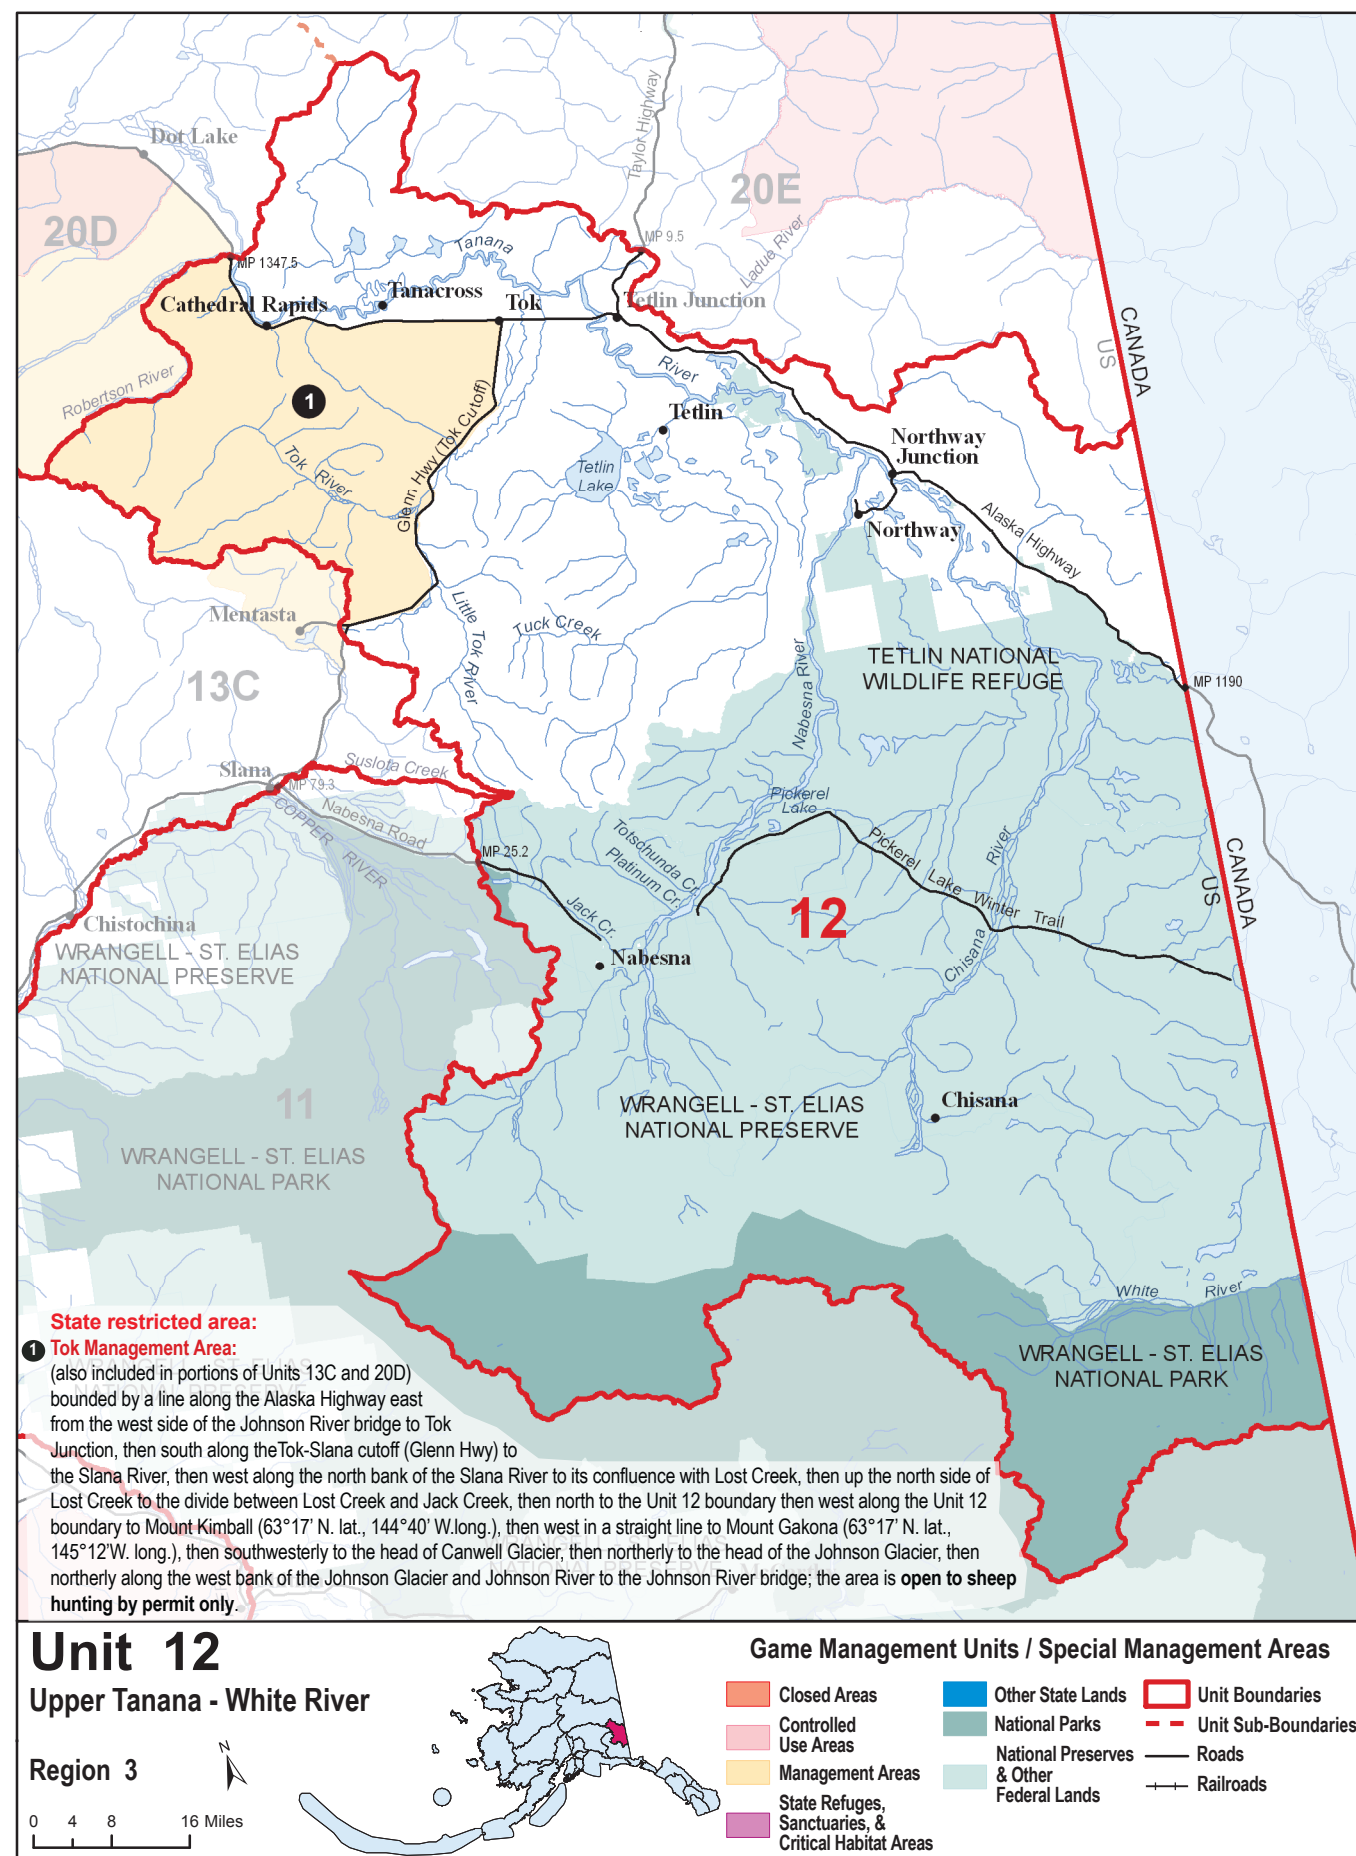 Dot Lake
Taylor Highway
20E
20D
MP 9.5
Ladue River
Tanana
MP 1347.5
Cathedral Rapids
Tanacross
Tok
Tetlin Junction
CANADA
US
River
Robertson River
1
Glenn Hwy (Tok Cutoff)
Tetlin
Northway
Junction
Tok River
Tetlin
Lake
Northway
Alaska Highway
Mentasta
Little Tok River
Tuck Creek
Nabesna River
TETLIN NATIONAL
WILDLIFE REFUGE
MP 1190
13C
Slana
Suslota Creek
MP 79.3
Nabesna Road
COPPER RIVER
Pickerel
Lake
Totschunda Cr.
Platinum Cr.
River
Pickerel Lake Winter Trail
MP 25.2
CANADA
US
Jack Cr.
12
Chistochina
WRANGELL - ST. ELIAS
NATIONAL PRESERVE
Nabesna
Chisana
11
WRANGELL - ST. ELIAS
NATIONAL PRESERVE
Chisana
WRANGELL - ST. ELIAS
NATIONAL PARK
White River
WRANGELL - ST. ELIAS
NATIONAL PARK
WRANGELL - ST. ELIAS
NATIONAL PRESERVE
WRANGELL - ST. ELIAS
NATIONAL PRESERVE
State restricted area:
1 Tok Management Area:
(also included in portions of Units 13C and 20D)
bounded by a line along the Alaska Highway east
from the west side of the Johnson River bridge to Tok
Junction, then south along theTok-Slana cutoff (Glenn Hwy) to
the Slana River, then west along the north bank of the Slana River to its confluence with Lost Creek, then up the north side of
Lost Creek to the divide between Lost Creek and Jack Creek, then north to the Unit 12 boundary then west along the Unit 12
boundary to Mount Kimball (63°17' N. lat., 144°40' W.long.), then west in a straight line to Mount Gakona (63°17' N. lat.,
145°12'W. long.), then southwesterly to the head of Canwell Glacier, then northerly to the head of the Johnson Glacier, then
northerly along the west bank of the Johnson Glacier and Johnson River to the Johnson River bridge; the area is open to sheep
hunting by permit only.
Unit 12
Upper Tanana - White River
Region 3
N
0 4 8 16 Miles
Game Management Units / Special Management Areas
Closed Areas
Controlled
Use Areas
Management Areas
State Refuges,
Sanctuaries, &
Critical Habitat Areas
Other State Lands
National Parks
National Preserves
& Other
Federal Lands
Unit Boundaries
Unit Sub-Boundaries
Roads
Railroads